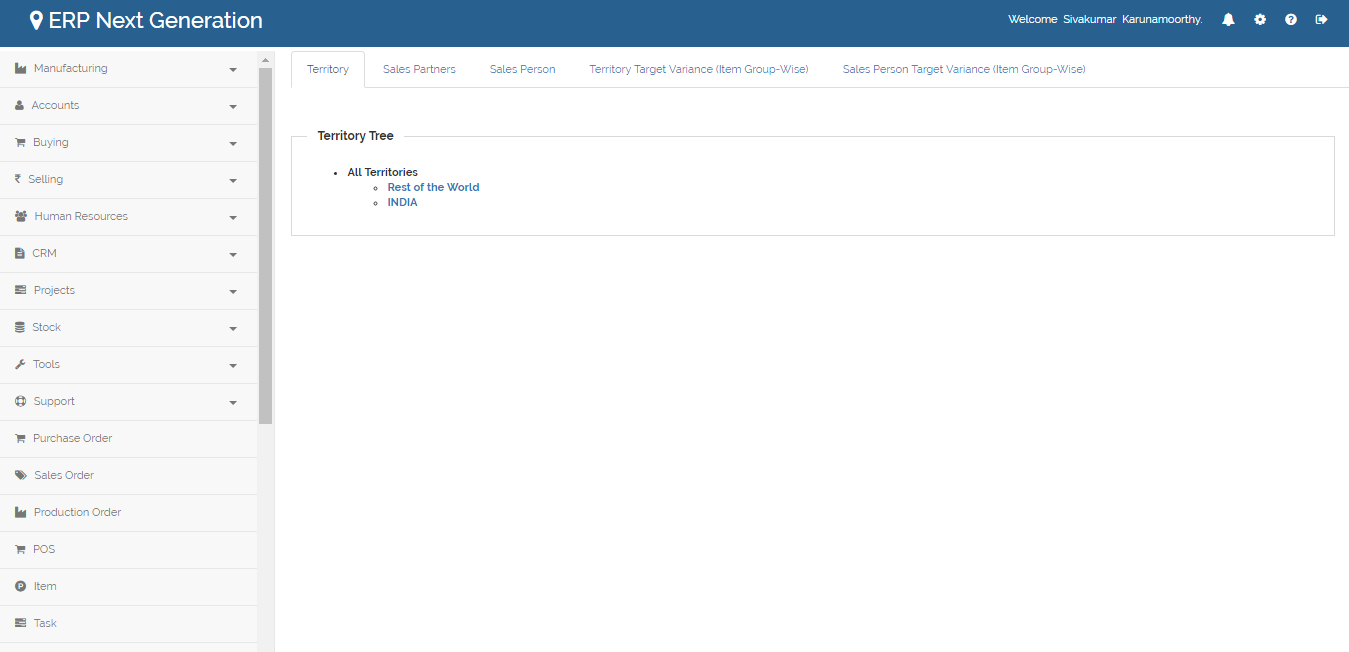 ERP Next Generation
Welcome Sivakumar Karunamoorthy.
Manufacturing
Accounts
Buying
Selling
Human Resources
CRM
Projects
Stock
Tools
Support
Purchase Order
Sales Order
Production Order
POS
Item
Task
Territory
Sales Partners
Sales Person
Territory Target Variance (Item Group-Wise)
Sales Person Target Variance (Item Group-Wise)
Territory Tree
All Territories
Rest of the World
INDIA